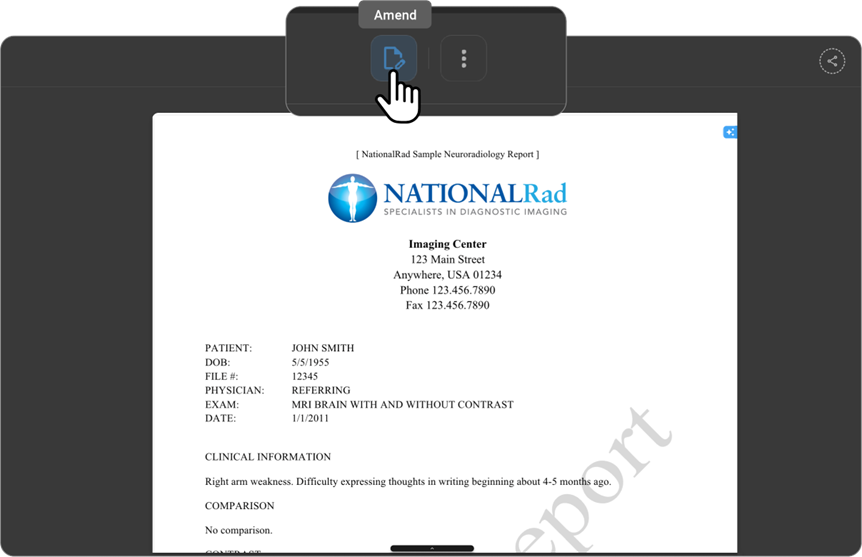 Amend
[ NationalRad Sample Neuroradiology Report ]
NATIONALRad
SPECIALISTS IN DIAGNOSTIC IMAGING
Imaging Center
123 Main Street
Anywhere, USA 01234
Phone 123.456.7890
Fax 123.456.7890
PATIENT: JOHN SMITH
DOB: 5/5/1955
FILE #: 12345
PHYSICIAN: REFERRING
EXAM: MRI BRAIN WITH AND WITHOUT CONTRAST
DATE: 1/1/2011
CLINICAL INFORMATION
Right arm weakness. Difficulty expressing thoughts in writing beginning about 4-5 months ago.
COMPARISON
No comparison.
CONTRAST
eport